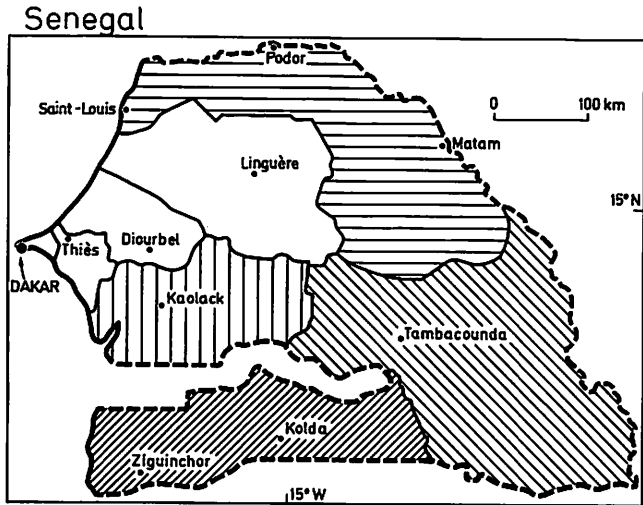 Senegal
Podor
Saint-Louis
0 100 km
Matam
Linguère
15°N
Thiès
Diourbel
DAKAR
Kaolack
Tambacounda
Kolda
Ziguinchor
15°W